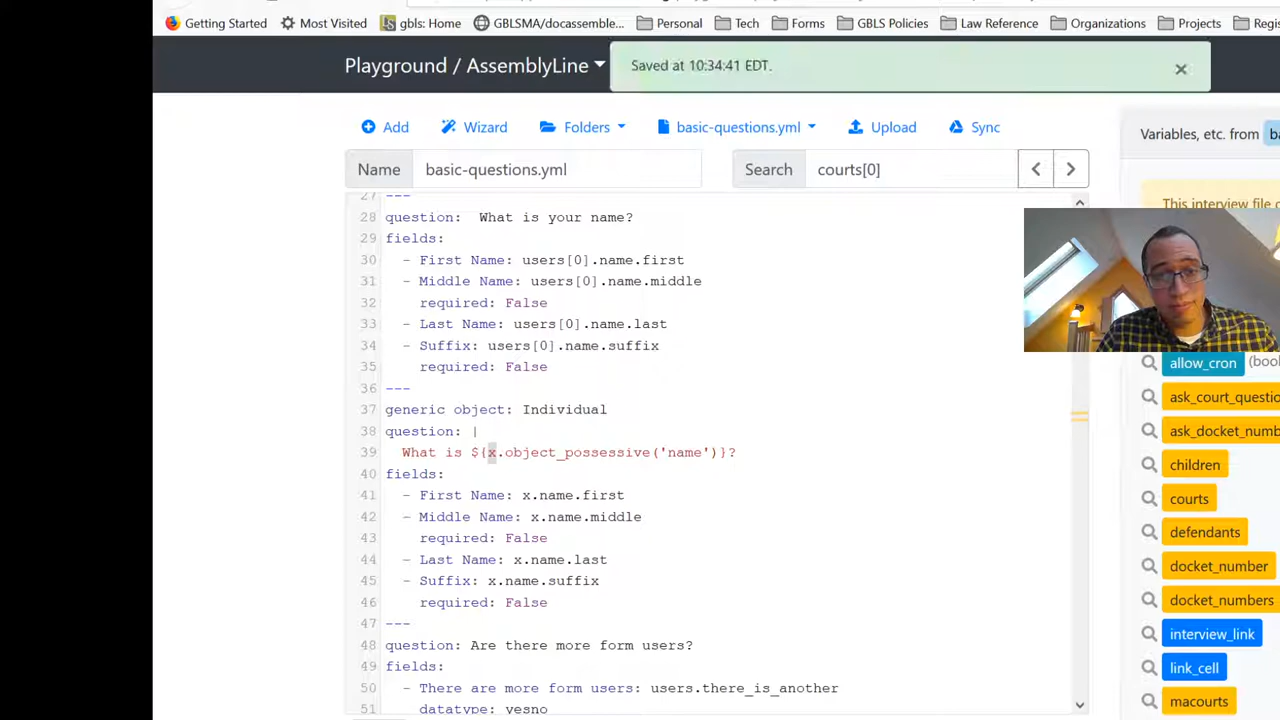 Getting Started Most Visited gbls: Home GBLSMA/docassemble... Personal Tech Forms GBLS Policies Law Reference Organizations Projects
Playground / AssemblyLine
Saved at 10:34:41 EDT. ×
Add Wizard Folders basic-questions.yml Upload Sync
Variables, etc. from
Name basic-questions.yml Search courts[0]
This interview file
27 ---
28 question:  What is your name?
29 fields:
30 - First Name: users[0].name.first
31 - Middle Name: users[0].name.middle
32 required: False
33 - Last Name: users[0].name.last
34 - Suffix: users[0].name.suffix
35 required: False
36 ---
37 generic object: Individual
38 question: |
39 What is ${x.object_possessive('name')}?
40 fields:
41 - First Name: x.name.first
42 - Middle Name: x.name.middle
43 required: False
44 - Last Name: x.name.last
45 - Suffix: x.name.suffix
46 required: False
47 ---
48 question: Are there more form users?
49 fields:
50 - There are more form users: users.there_is_another
51 datatype: yesno
allow_cron (bool
ask_court_questio
ask_docket_numb
children
courts
defendants
docket_number
docket_numbers
interview_link
link_cell
macourts